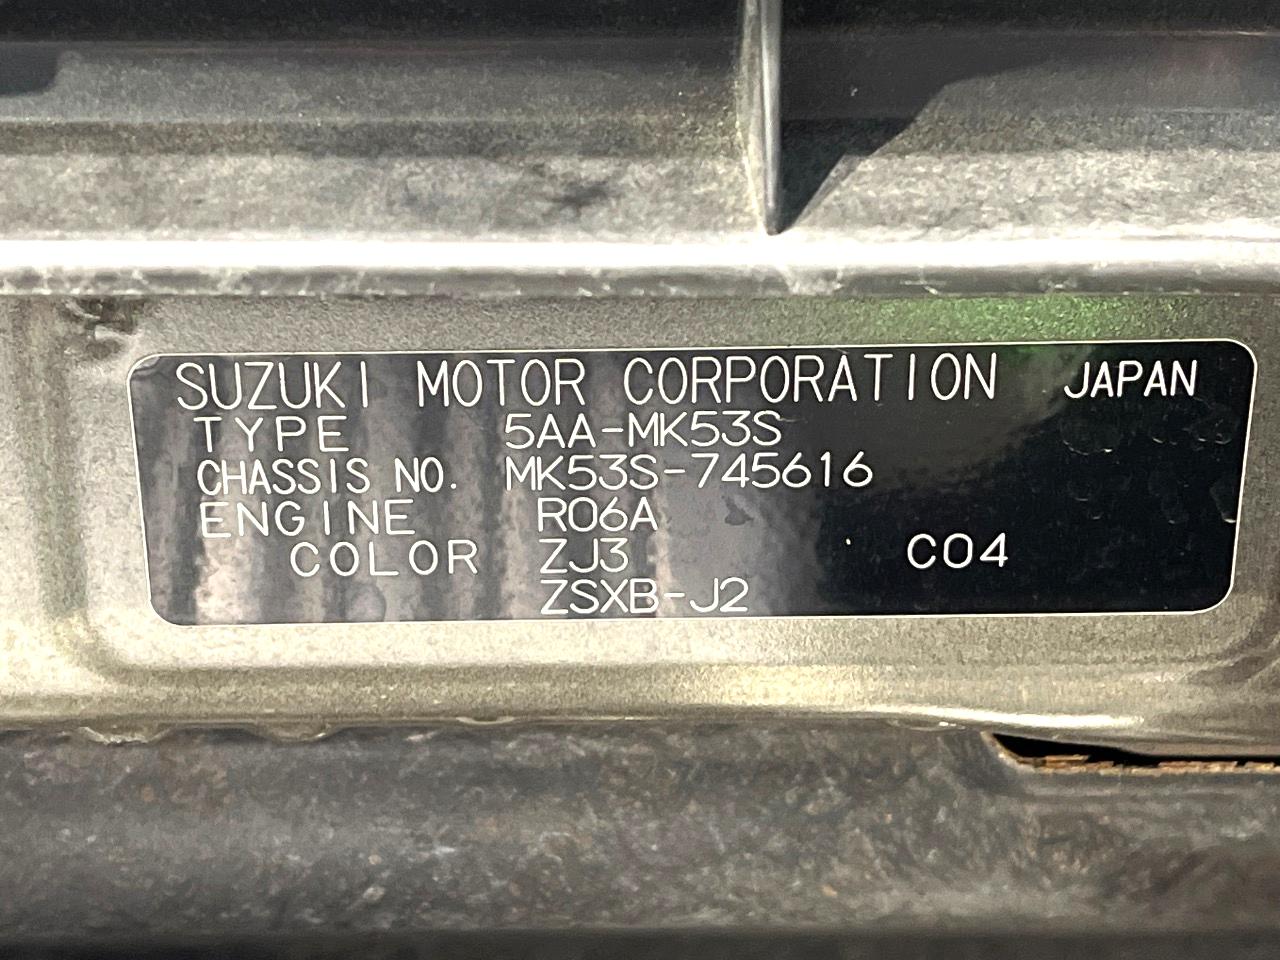 SUZUKI MOTOR CORPORATION JAPAN
TYPE 5AA-MK53S
CHASSIS NO. MK53S-745616
ENGINE R06A
COLOR ZJ3 C04
ZSXB-J2